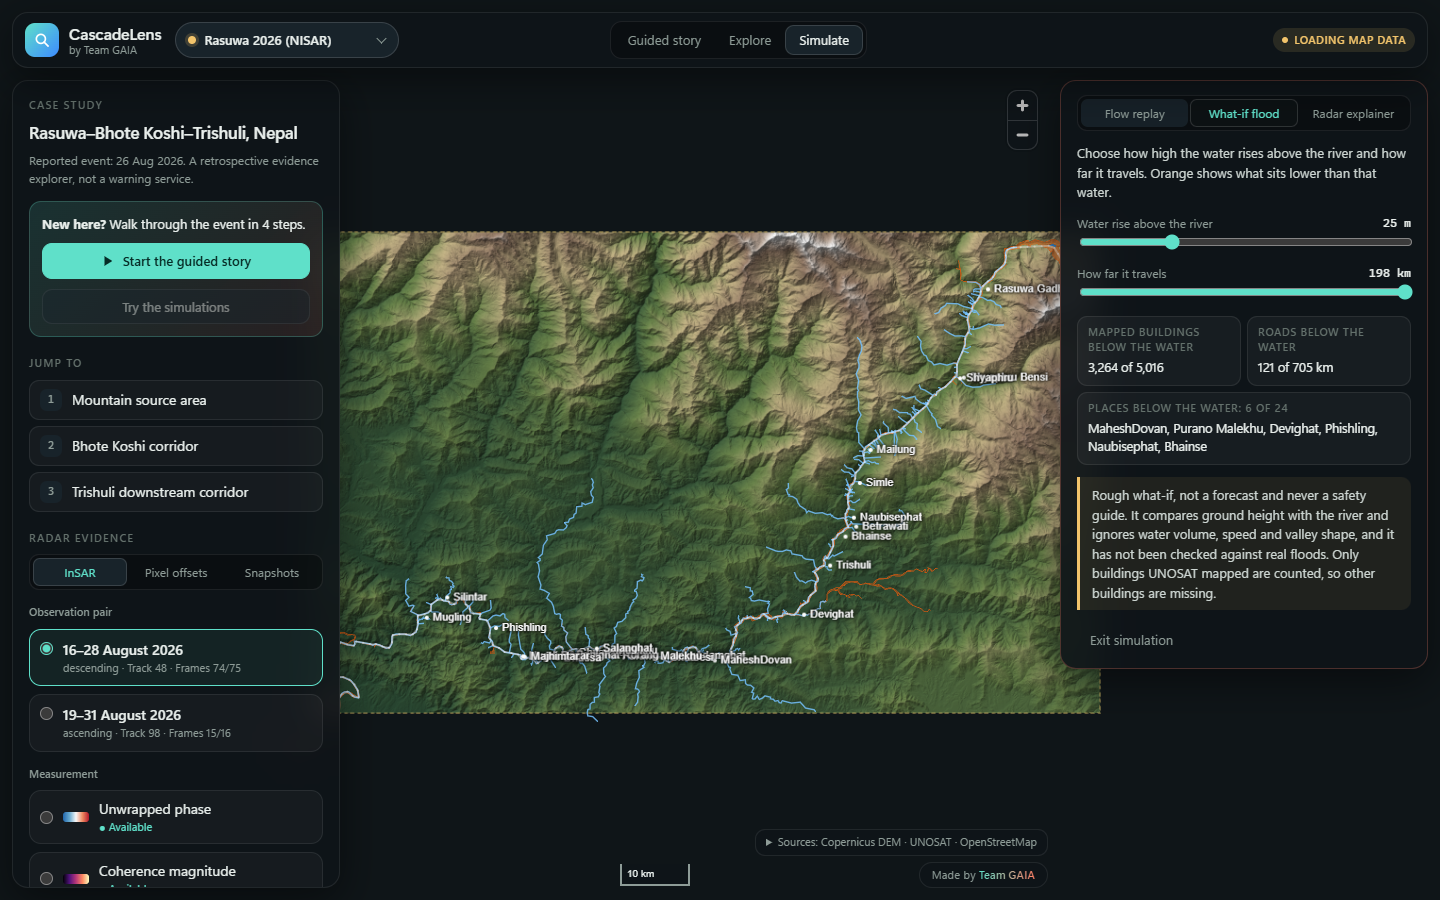 CascadeLens
by Team GAIA
Rasuwa 2026 (NISAR)
Guided story
Explore
Simulate
LOADING MAP DATA
CASE STUDY
Rasuwa–Bhote Koshi–Trishuli, Nepal
Reported event: 26 Aug 2026. A retrospective evidence
explorer, not a warning service.
New here? Walk through the event in 4 steps.
Start the guided story
Try the simulations
JUMP TO
1 Mountain source area
2 Bhote Koshi corridor
3 Trishuli downstream corridor
RADAR EVIDENCE
InSAR
Pixel offsets
Snapshots
Observation pair
16–28 August 2026
descending · Track 48 · Frames 74/75
19–31 August 2026
ascending · Track 98 · Frames 15/16
Measurement
Unwrapped phase
Available
Coherence magnitude
Rasuwa Gadh
Bensi
Mailung
Simle
Naubisephat
Betrawati
Bhainse
Trishuli
Devighat
Silintar
Mugling
Phishling
Salanghat
Majhimtar
Malekhu
MaheshDovan
+
−
Flow replay
What-if flood
Radar explainer
Choose how high the water rises above the river and how
far it travels. Orange shows what sits lower than that
water.
Water rise above the river 25 m
How far it travels 198 km
MAPPED BUILDINGS
BELOW THE WATER
3,264 of 5,016
ROADS BELOW THE
WATER
121 of 705 km
PLACES BELOW THE WATER: 6 OF 24
MaheshDovan, Purano Malekhu, Devighat, Phishling,
Naubisephat, Bhainse
Rough what-if, not a forecast and never a safety
guide. It compares ground height with the river and
ignores water volume, speed and valley shape, and it
has not been checked against real floods. Only
buildings UNOSAT mapped are counted, so other
buildings are missing.
Exit simulation
Sources: Copernicus DEM · UNOSAT · OpenStreetMap
10 km
Made by Team GAIA